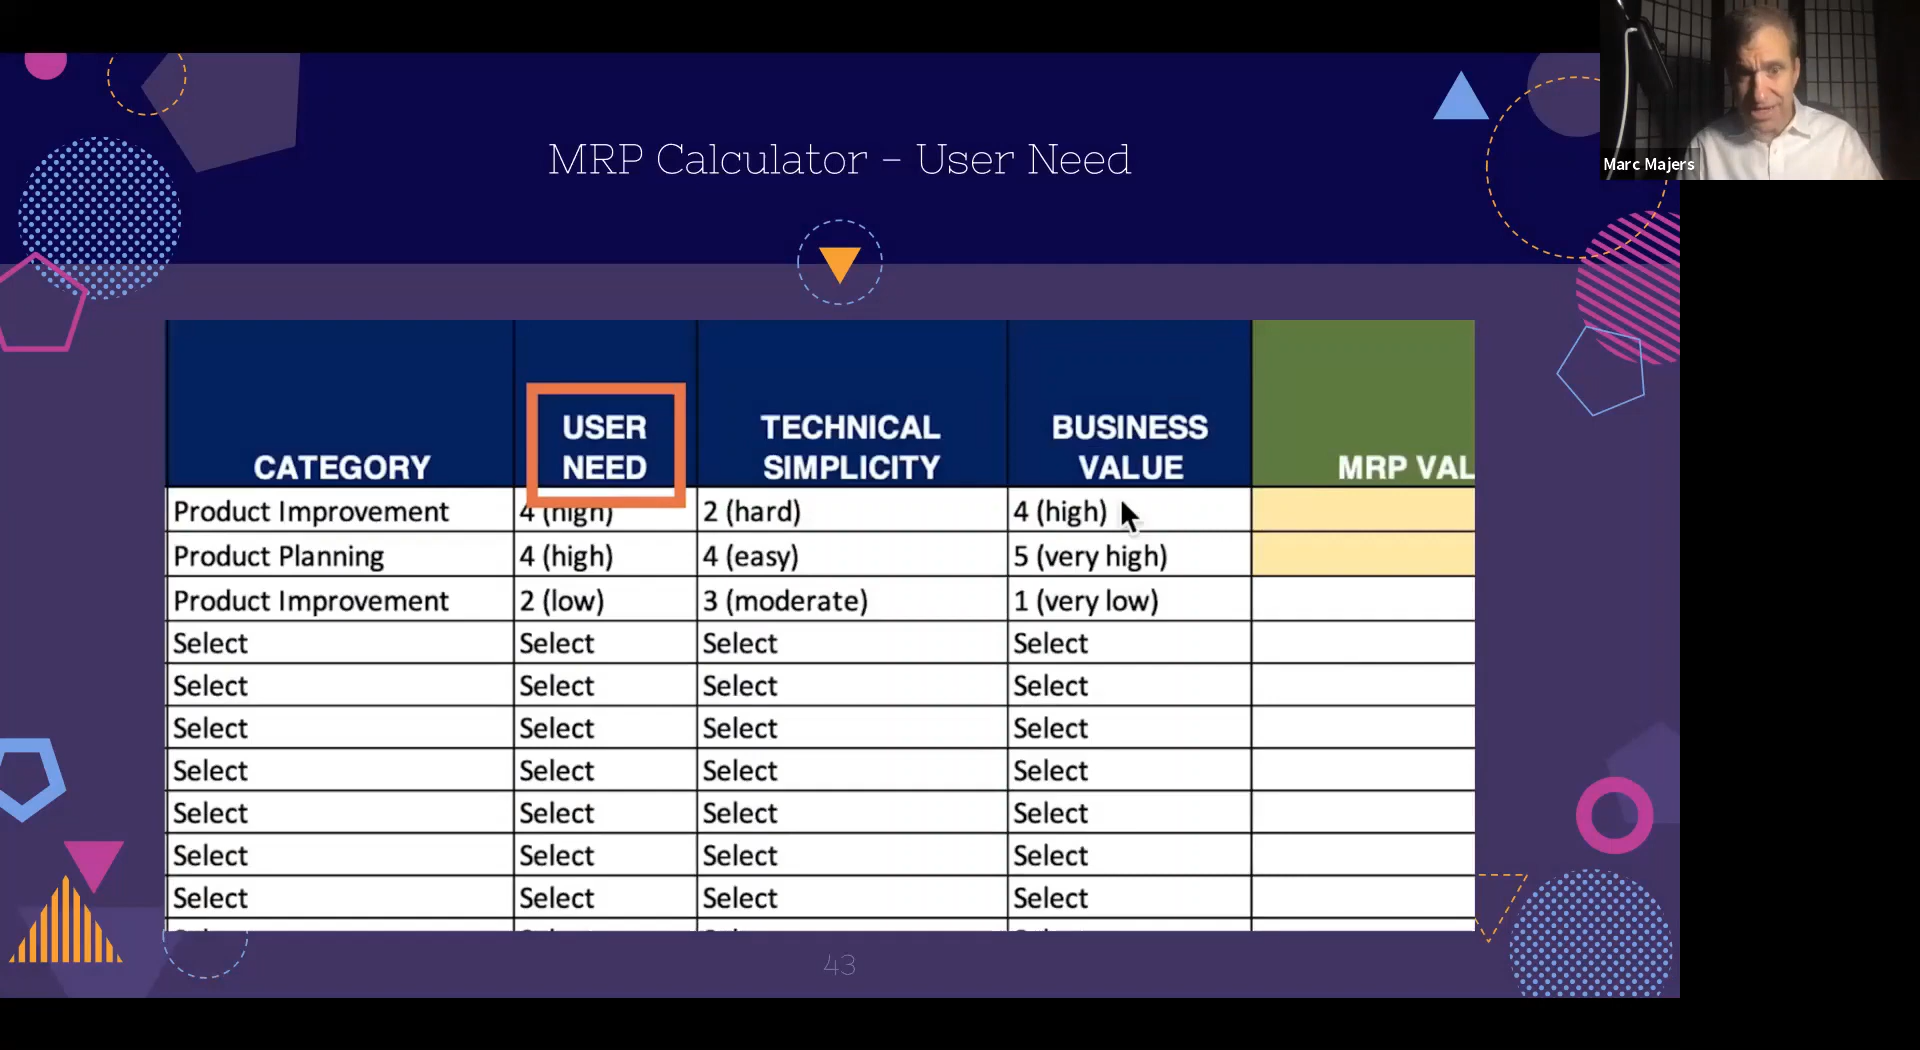 Marc Majers
MRP Calculator - User Need
CATEGORY USER NEED TECHNICAL SIMPLICITY BUSINESS VALUE MRP VAL
Product Improvement 4 (high) 2 (hard) 4 (high)
Product Planning 4 (high) 4 (easy) 5 (very high)
Product Improvement 2 (low) 3 (moderate) 1 (very low)
Select Select Select Select
Select Select Select Select
Select Select Select Select
Select Select Select Select
Select Select Select Select
Select Select Select Select
Select Select Select Select
43